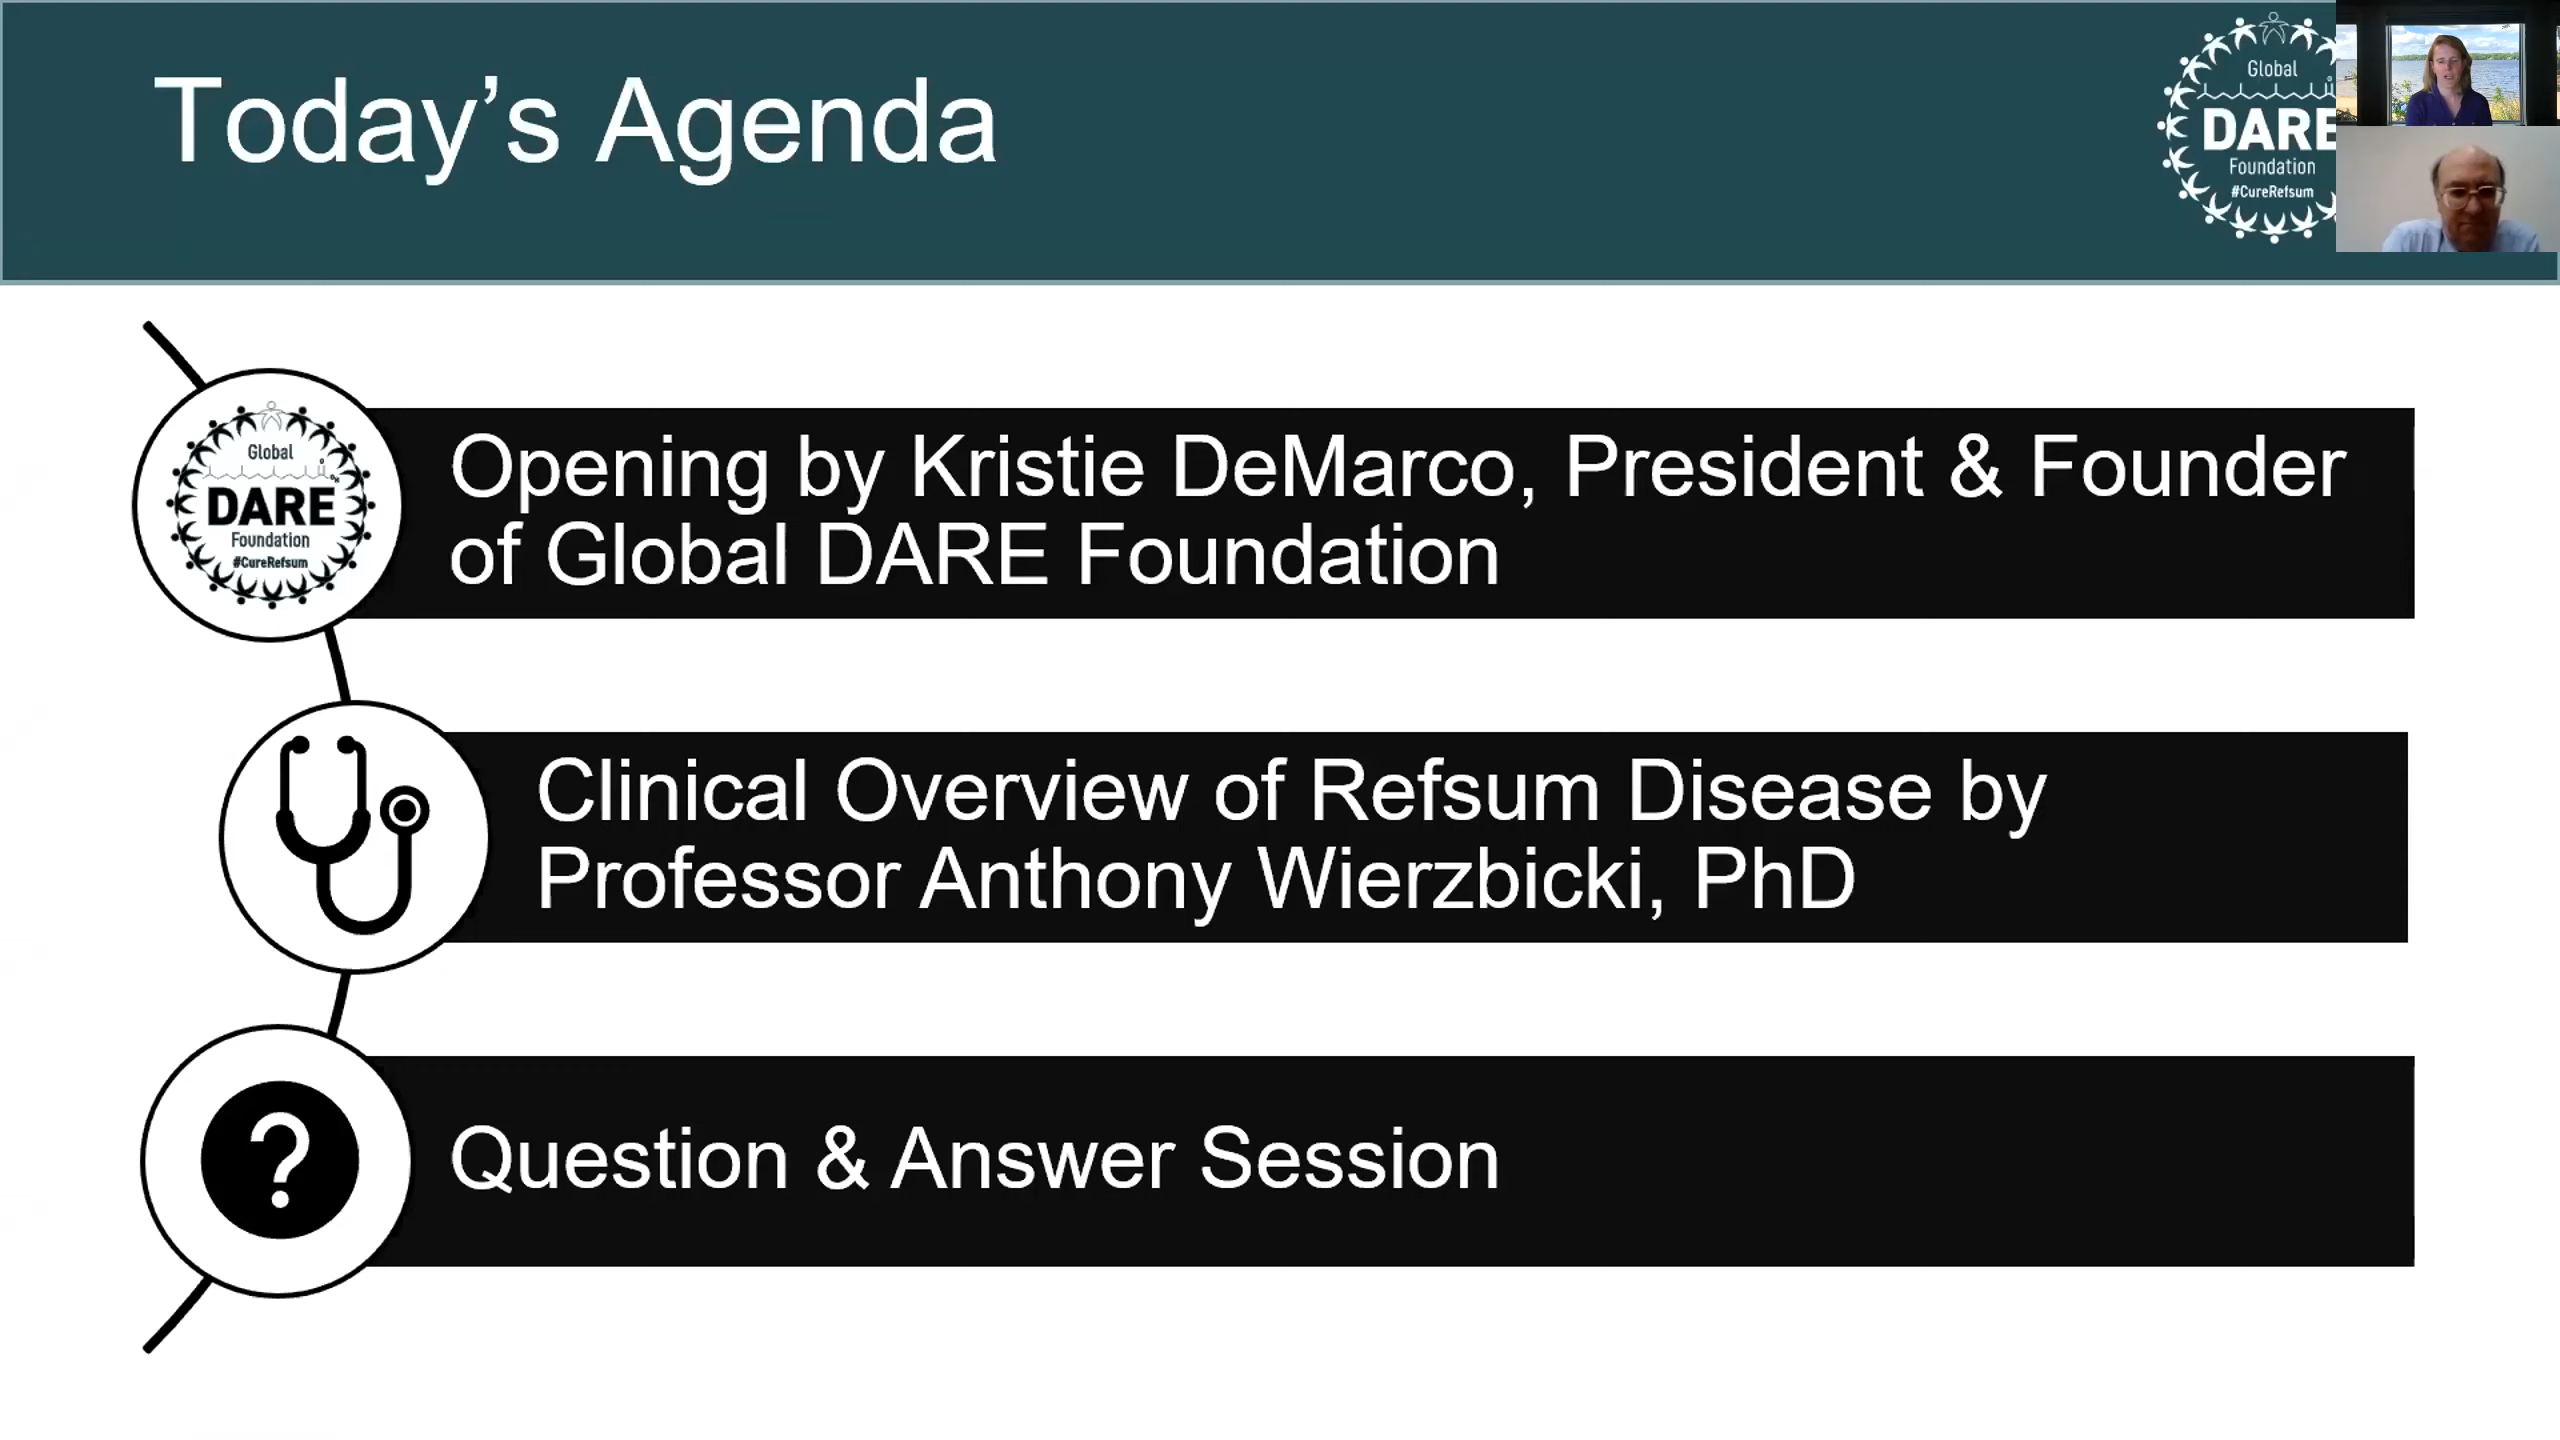 Today’s Agenda
Global
DARE
Foundation
#CureRefsum
Global
DARE
Foundation
#CureRefsum
Opening by Kristie DeMarco, President & Founder
of Global DARE Foundation
Clinical Overview of Refsum Disease by
Professor Anthony Wierzbicki, PhD
?
Question & Answer Session